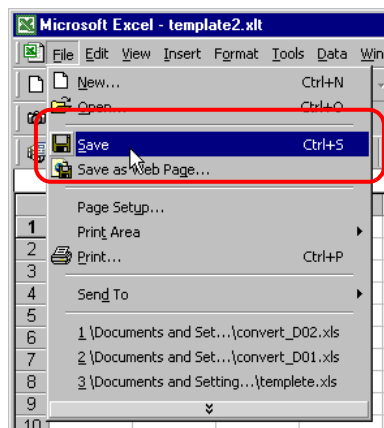 Microsoft Excel - template2.xlt
File Edit View Insert Format Tools Data Win
New... Ctrl+N
Open... Ctrl+O
Save Ctrl+S
Save as Web Page...
Page Setup...
1 Print Area
2 Print... Ctrl+P
3
4 Send To
5
6 1 \Documents and Set...\convert_D02.xls
7 2 \Documents and Set...\convert_D01.xls
8 3 \Documents and Setting...\templete.xls
9
10